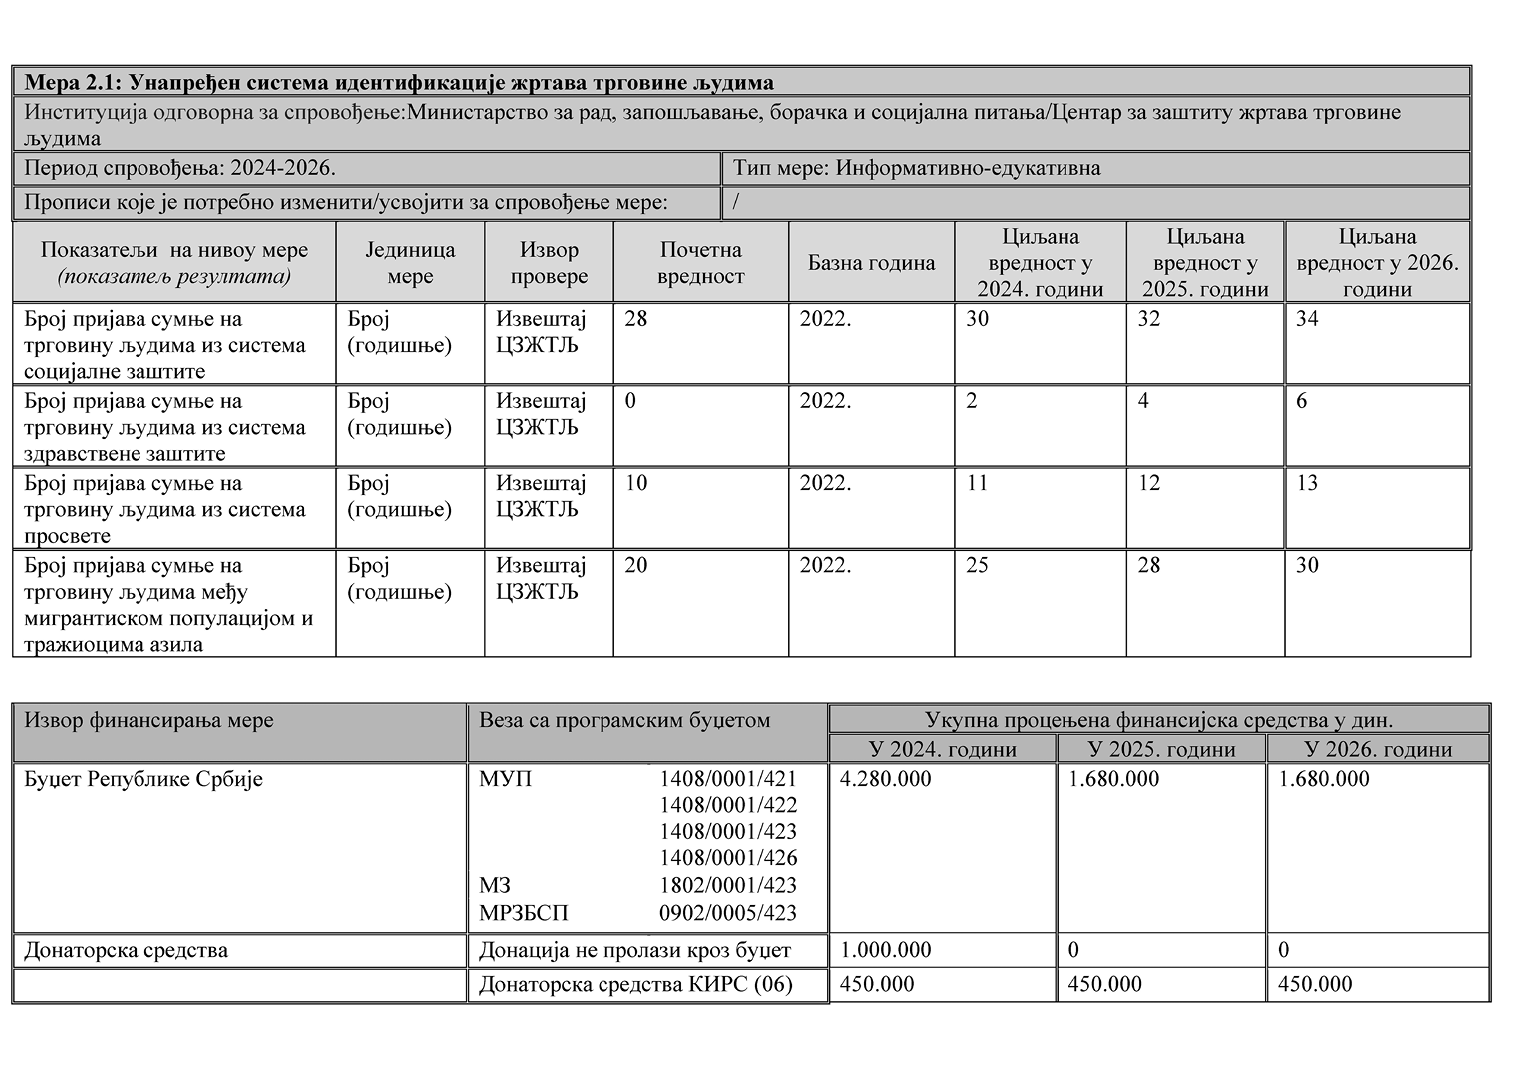 Мера 2.1: Унапређен система идентификације жртава трговине људима
Институција одговорна за спровођење:Министарство за рад, запошљавање, борачка и социјална питања/Центар за заштиту жртава трговине
људима
Период спровођења: 2024-2026.
Тип мере: Информативно-едукативна
Прописи које је потребно изменити/усвојити за спровођење мере:
/
Показатељи на нивоу мере
(показатељ резултата)
Јединица
мере
Извор
провере
Почетна
вредност
Базна година
Циљана
вредност у
2024. години
Циљана
вредност у
2025. години
Циљана
вредност у 2026.
години
Број пријава сумње на
трговину људима из система
социјалне заштите
Број
(годишње)
Извештај
ЦЗЖТЉ
28
2022.
30
32
34
Број пријава сумње на
трговину људима из система
здравствене заштите
Број
(годишње)
Извештај
ЦЗЖТЉ
0
2022.
2
4
6
Број пријава сумње на
трговину људима из система
просвете
Број
(годишње)
Извештај
ЦЗЖТЉ
10
2022.
11
12
13
Број пријава сумње на
трговину људима међу
мигрантиском популацијом и
тражиоцима азила
Број
(годишње)
Извештај
ЦЗЖТЉ
20
2022.
25
28
30
Извор финансирања мере
Веза са програмским буџетом
Укупна процењена финансијска средства у дин.
У 2024. години
У 2025. години
У 2026. години
Буџет Републике Србије
МУП 1408/0001/421
1408/0001/422
1408/0001/423
1408/0001/426
МЗ 1802/0001/423
МРЗБСП 0902/0005/423
4.280.000
1.680.000
1.680.000
Донаторска средства
Донација не пролази кроз буџет
1.000.000
0
0
Донаторска средства КИРС (06)
450.000
450.000
450.000